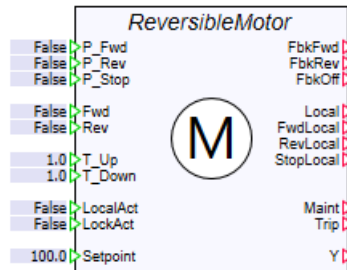 ReversibleMotor
False P_Fwd FbkFwd
False P_Rev FbkRev
False P_Stop FbkOff
False Fwd Local
False Rev FwdLocal
RevLocal
M
1.0 T_Up StopLocal
1.0 T_Down
False LocalAct Maint
False LockAct Trip
100.0 Setpoint Y